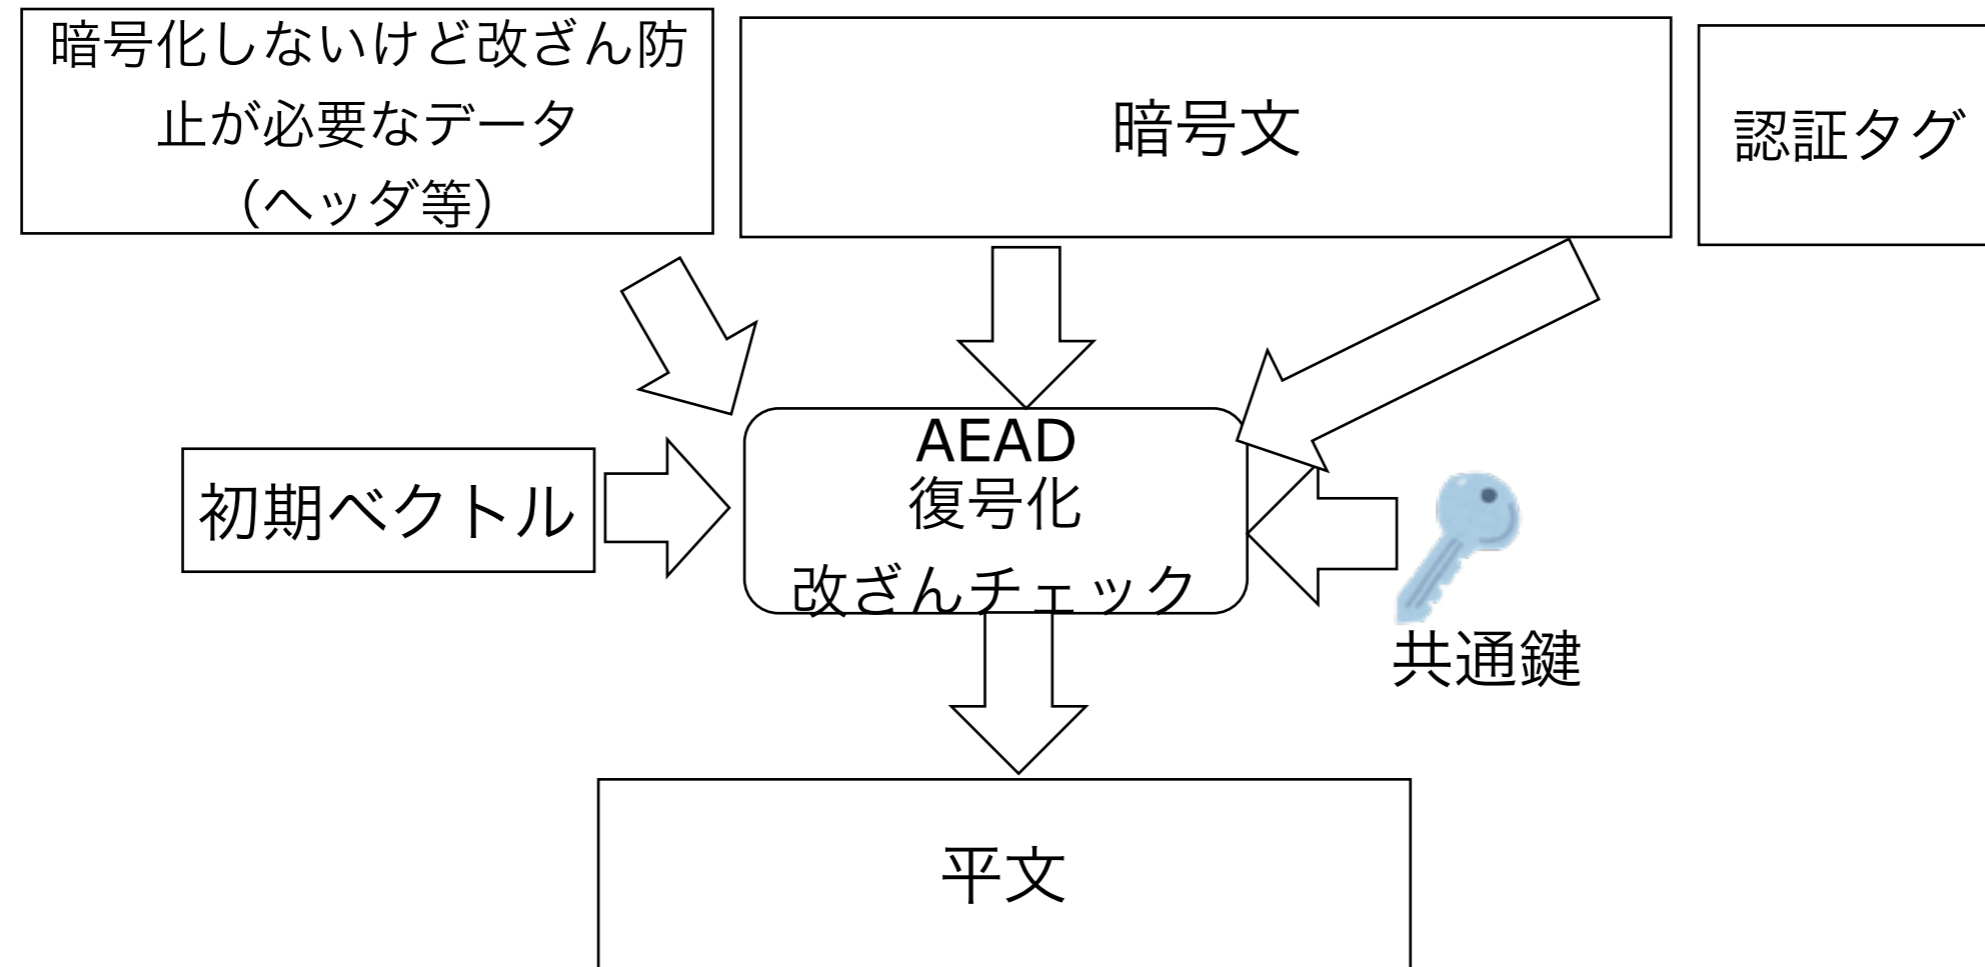 暗号化しないけど改ざん防
止が必要なデータ
（ヘッダ等）
暗号文
認証タグ
初期ベクトル
AEAD
復号化
改ざんチェック
共通鍵
平文